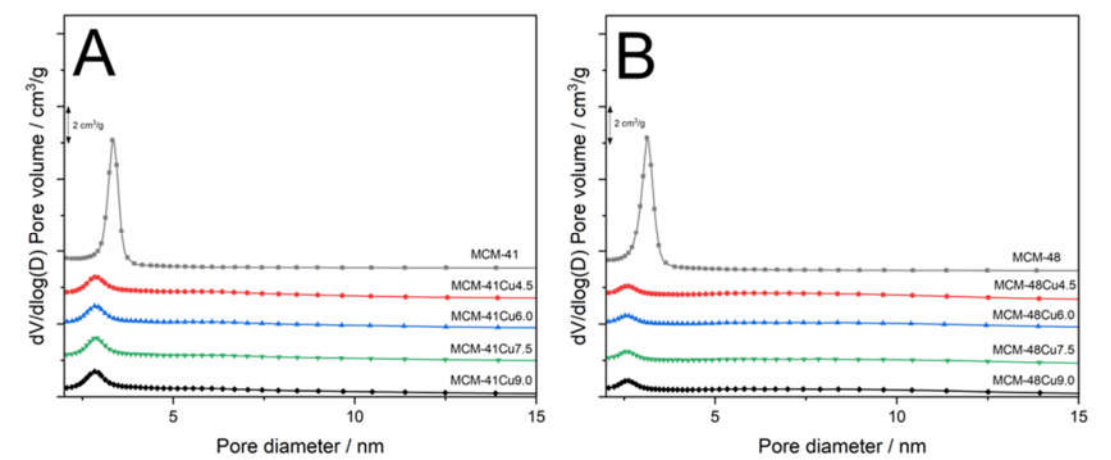 A
dV/dlog(D) Pore volume / cm³/g
2 cm³/g
MCM-41
MCM-41Cu4.5
MCM-41Cu6.0
MCM-41Cu7.5
MCM-41Cu9.0
5
10
15
Pore diameter / nm
B
dV/dlog(D) Pore volume / cm³/g
2 cm³/g
MCM-48
MCM-48Cu4.5
MCM-48Cu6.0
MCM-48Cu7.5
MCM-48Cu9.0
5
10
15
Pore diameter / nm